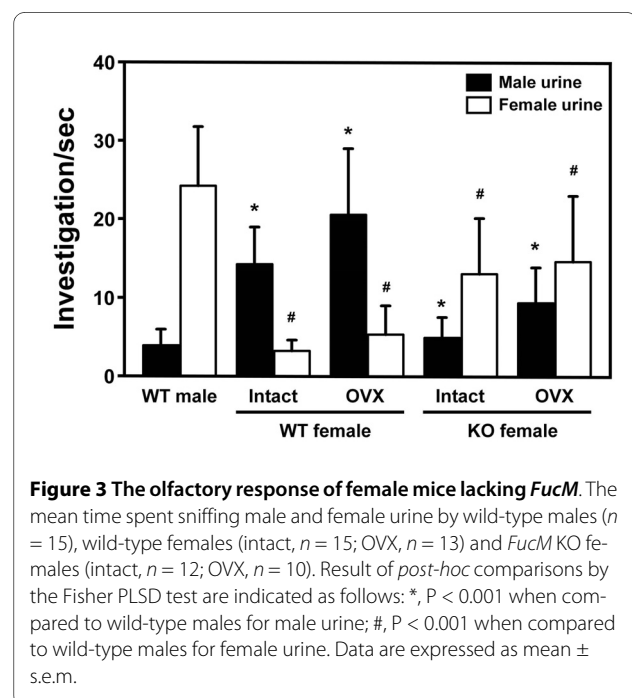 40
30
20
10
0
Investigation/sec
Male urine
Female urine
*
#
*
#
*
#
*
#
WT male
Intact
OVX
Intact
OVX
WT female
KO female
Figure 3 The olfactory response of female mice lacking FucM. The
mean time spent sniffing male and female urine by wild-type males (n
= 15), wild-type females (intact, n = 15; OVX, n = 13) and FucM KO fe-
males (intact, n = 12; OVX, n = 10). Result of post-hoc comparisons by
the Fisher PLSD test are indicated as follows: *, P < 0.001 when com-
pared to wild-type males for male urine; #, P < 0.001 when compared
to wild-type males for female urine. Data are expressed as mean ±
s.e.m.